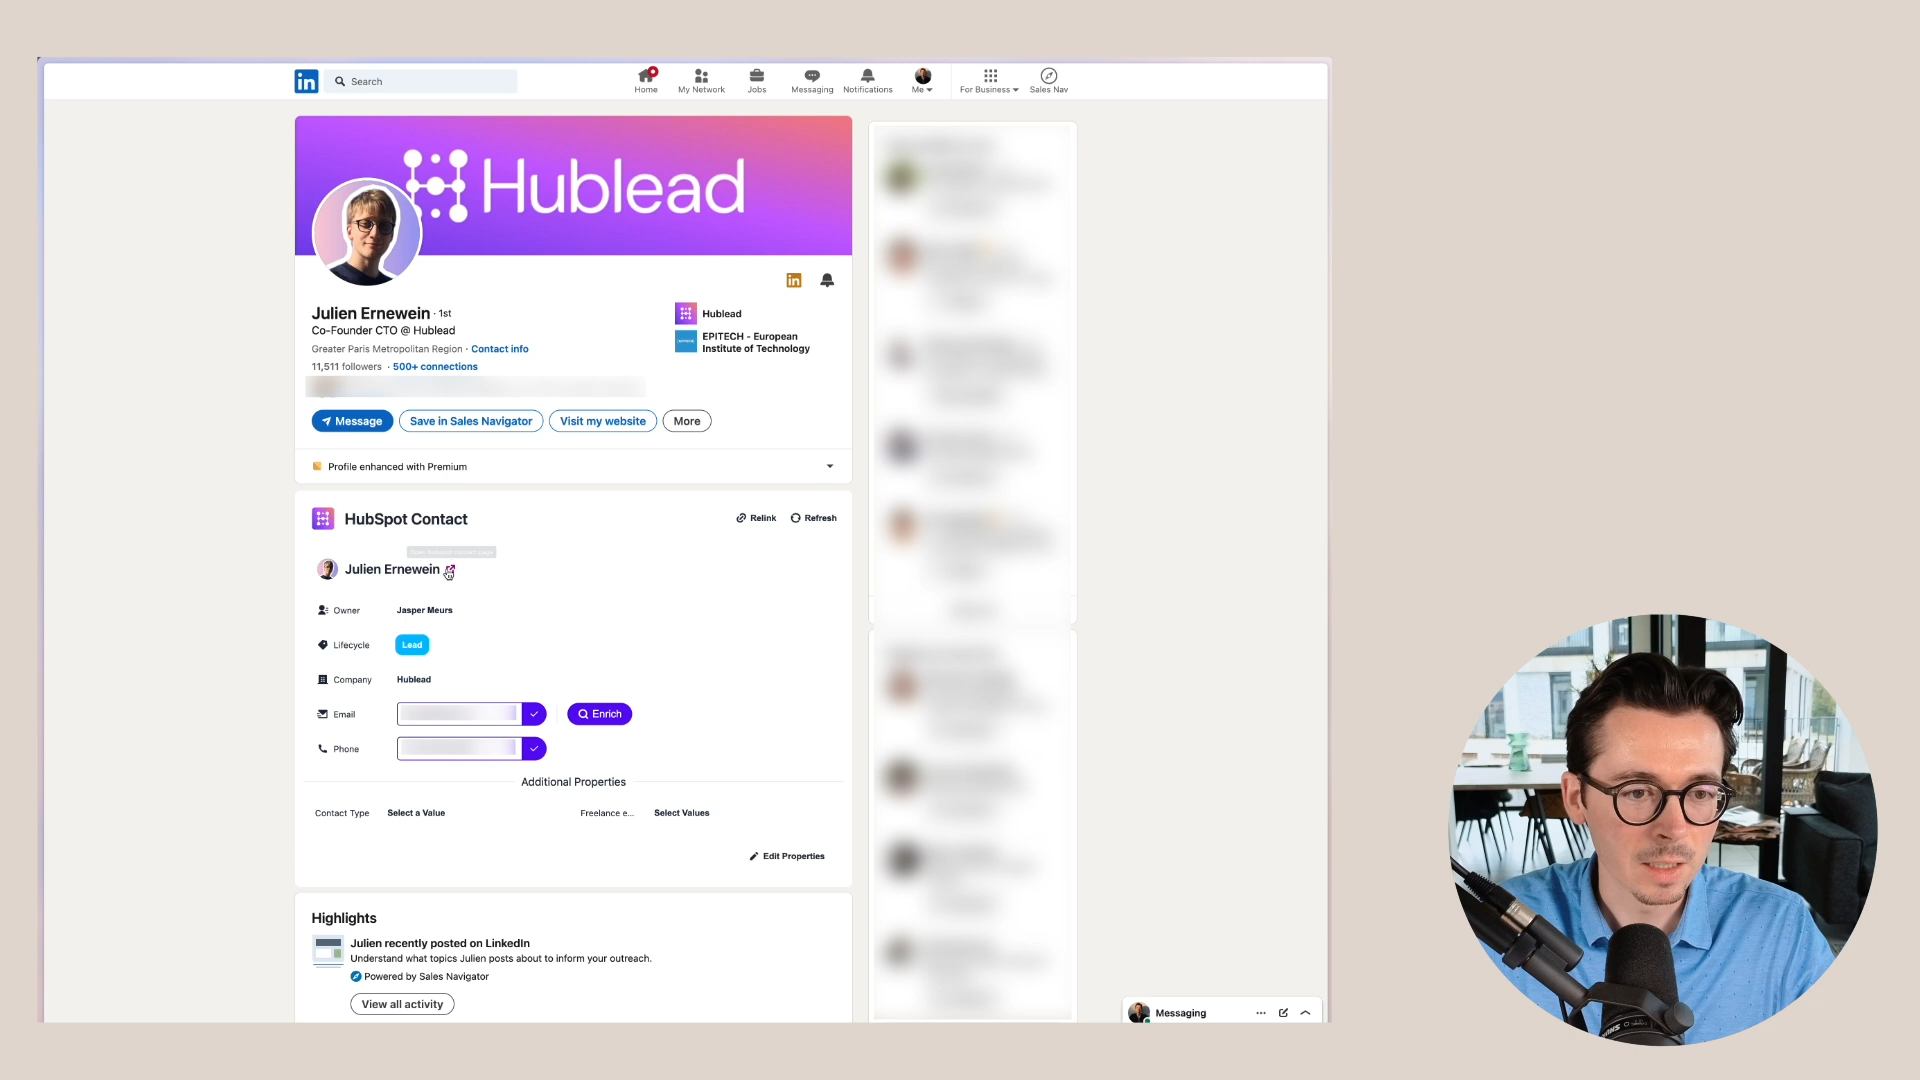 in
Search
Home
My Network
Jobs
Messaging
Notifications
Me
For Business
Sales Nav
Hublead
in
Julien Ernewein · 1st
Co-Founder CTO @ Hublead
Greater Paris Metropolitan Region · Contact info
11,511 followers · 500+ connections
Hublead
EPITECH - European
Institute of Technology
Message
Save in Sales Navigator
Visit my website
More
Profile enhanced with Premium
HubSpot Contact
Relink
Refresh
Julien Ernewein
Owner
Jasper Meurs
Lifecycle
Lead
Company
Hublead
Email
Enrich
Phone
Additional Properties
Contact Type
Select a Value
Freelance e...
Select Values
Edit Properties
Highlights
Julien recently posted on LinkedIn
Understand what topics Julien posts about to inform your outreach.
Powered by Sales Navigator
View all activity
Messaging